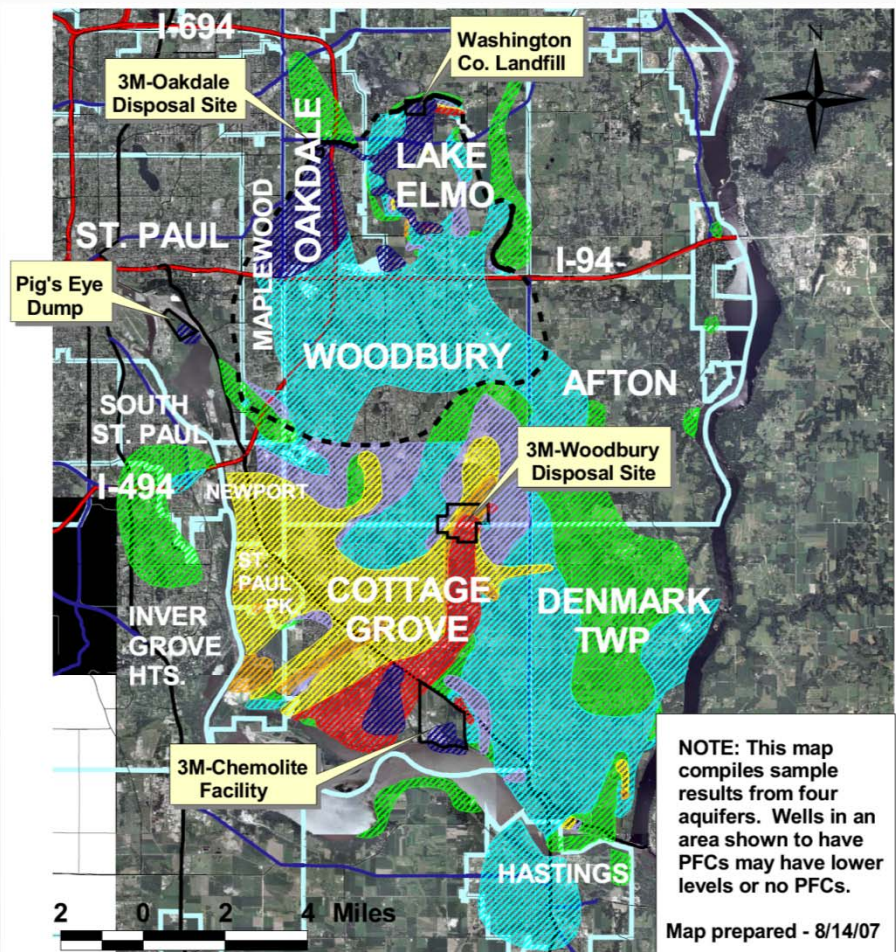 I-694
Washington
Co. Landfill
N
3M-Oakdale
Disposal Site
OAKDALE
LAKE
ELMO
MAPLEWOOD
ST. PAUL
I-94
Pig's Eye
Dump
WOODBURY
AFTON
SOUTH
ST. PAUL
3M-Woodbury
Disposal Site
I-494
NEWPORT
ST.
PAUL
PK.
COTTAGE
GROVE
DENMARK
TWP
INVER
GROVE
HTS.
3M-Chemolite
Facility
NOTE: This map
compiles sample
results from four
aquifers. Wells in an
area shown to have
PFCs may have lower
levels or no PFCs.
HASTINGS
2 0 2 4 Miles
Map prepared - 8/14/07